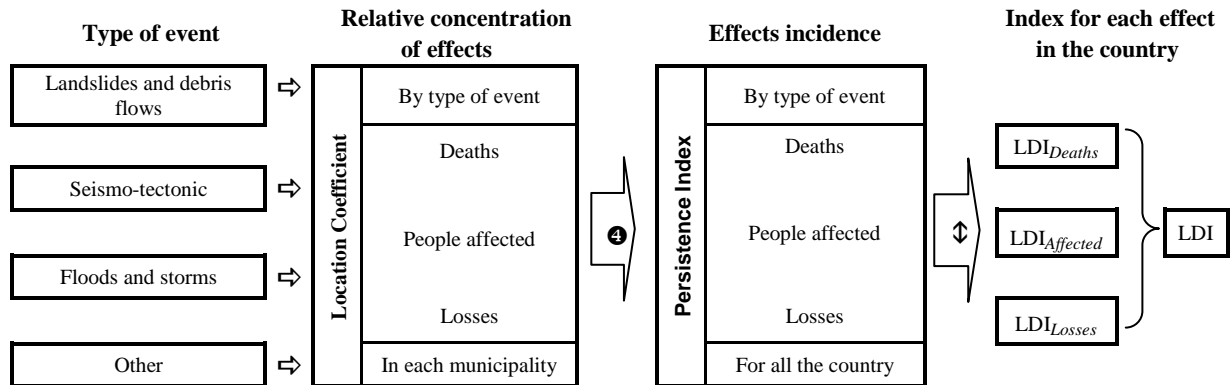 Type of event
Relative concentration
of effects
Effects incidence
Index for each effect
in the country
Landslides and debris
flows
Seismo-tectonic
Floods and storms
Other
Location Coefficient
By type of event
Deaths
People affected
Losses
In each municipality
❹
Persistence Index
By type of event
Deaths
People affected
Losses
For all the country
LDIDeaths
LDIAffected
LDILosses
LDI